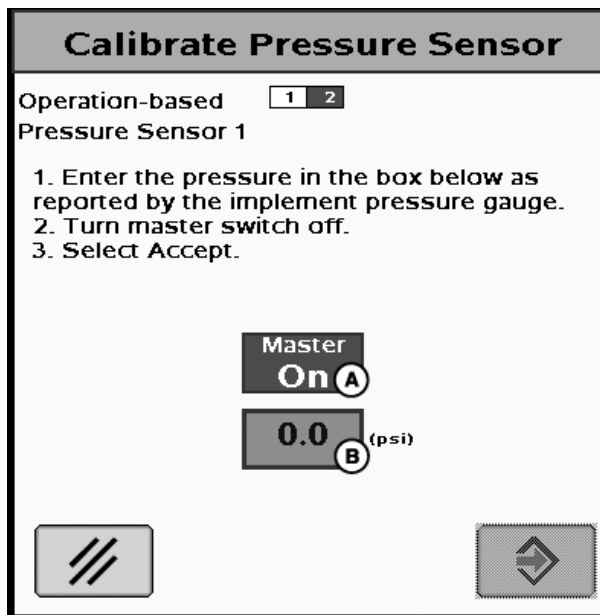 Calibrate Pressure Sensor
Operation-based 1 2
Pressure Sensor 1
1. Enter the pressure in the box below as
reported by the implement pressure gauge.
2. Turn master switch off.
3. Select Accept.
Master
On A
0.0 (psi)
B